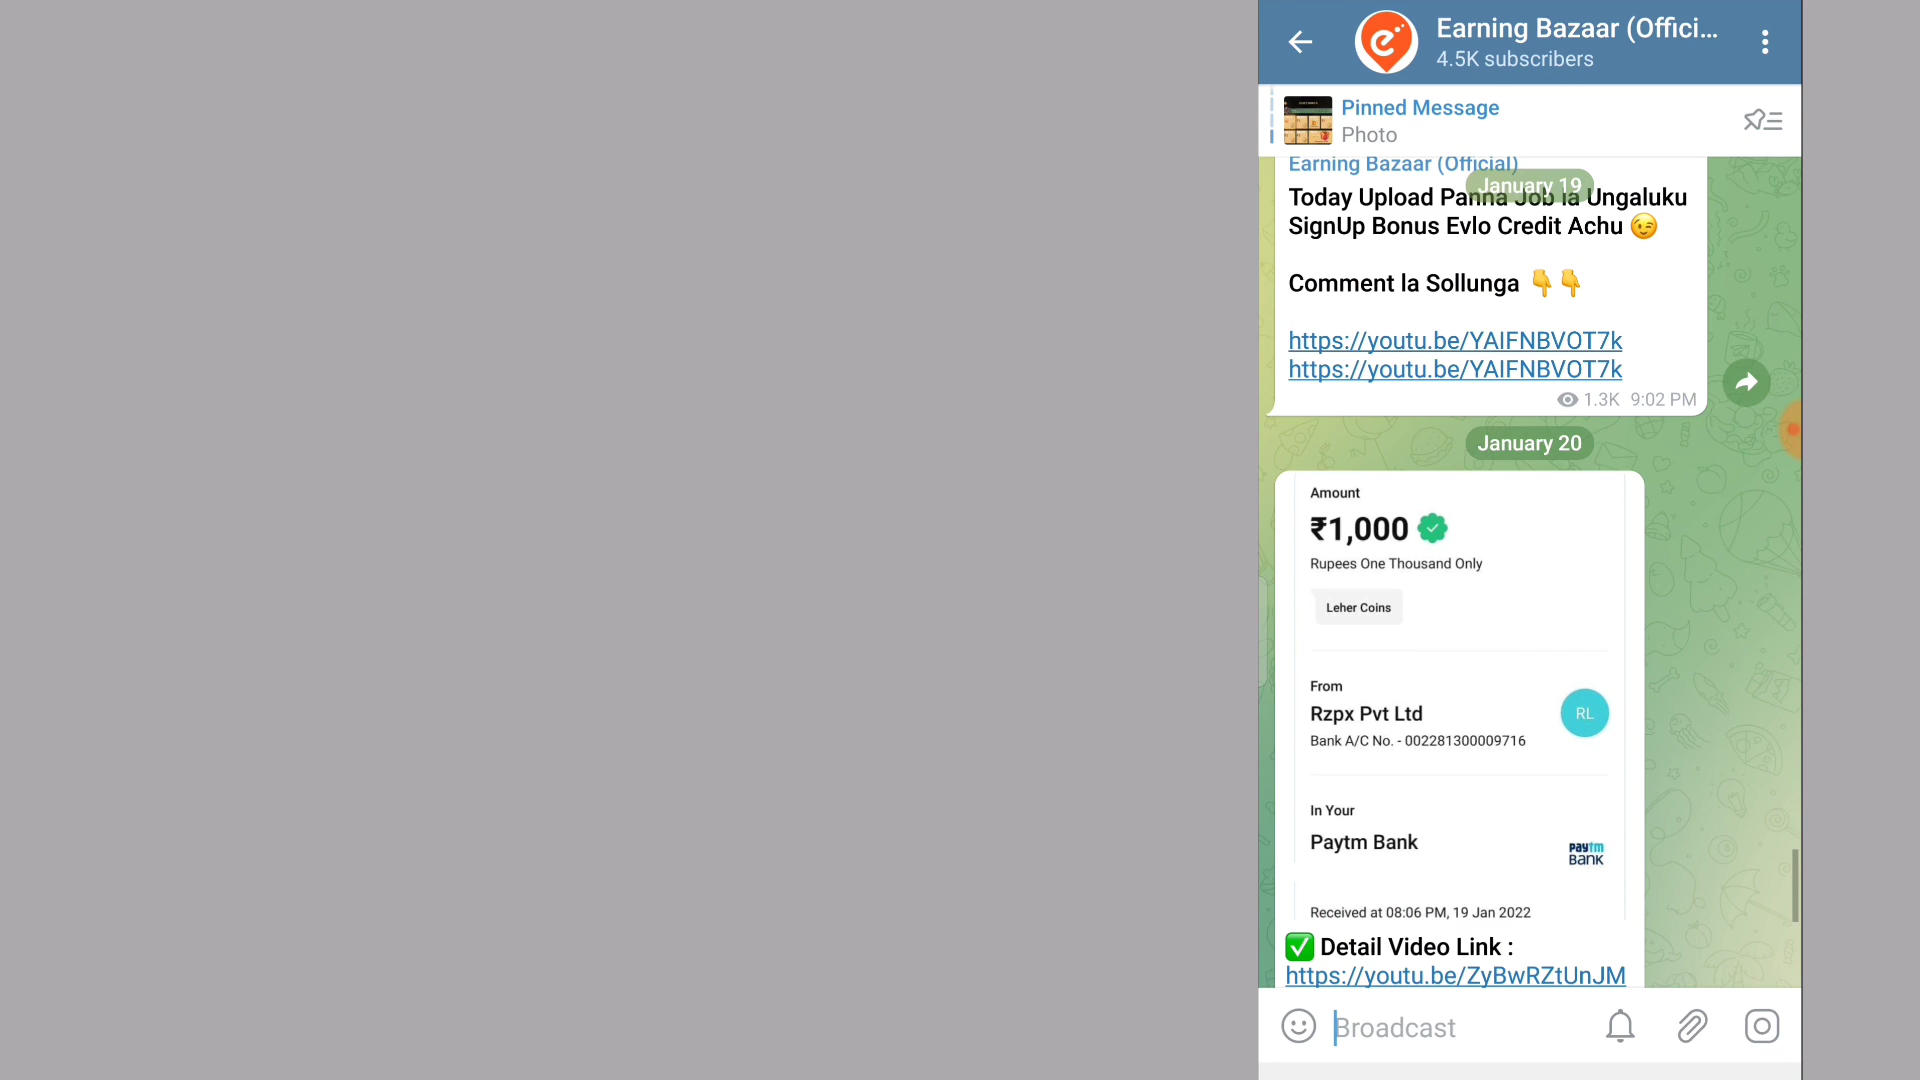 Earning Bazaar (Offici...
4.5K subscribers
Pinned Message
Photo
Earning Bazaar (Official)
January 19
Today Upload Panna Job la Ungaluku
SignUp Bonus Evlo Credit Achu 😉
Comment la Sollunga 👇👇
https://youtu.be/YAIFNBVOT7k
https://youtu.be/YAIFNBVOT7k
1.3K 9:02 PM
January 20
Amount
₹1,000
Rupees One Thousand Only
Leher Coins
From
Rzpx Pvt Ltd
RL
Bank A/C No. - 002281300009716
In Your
Paytm Bank
paytm
BANK
Received at 08:06 PM, 19 Jan 2022
✅ Detail Video Link :
https://youtu.be/ZyBwRZtUnJM
Broadcast